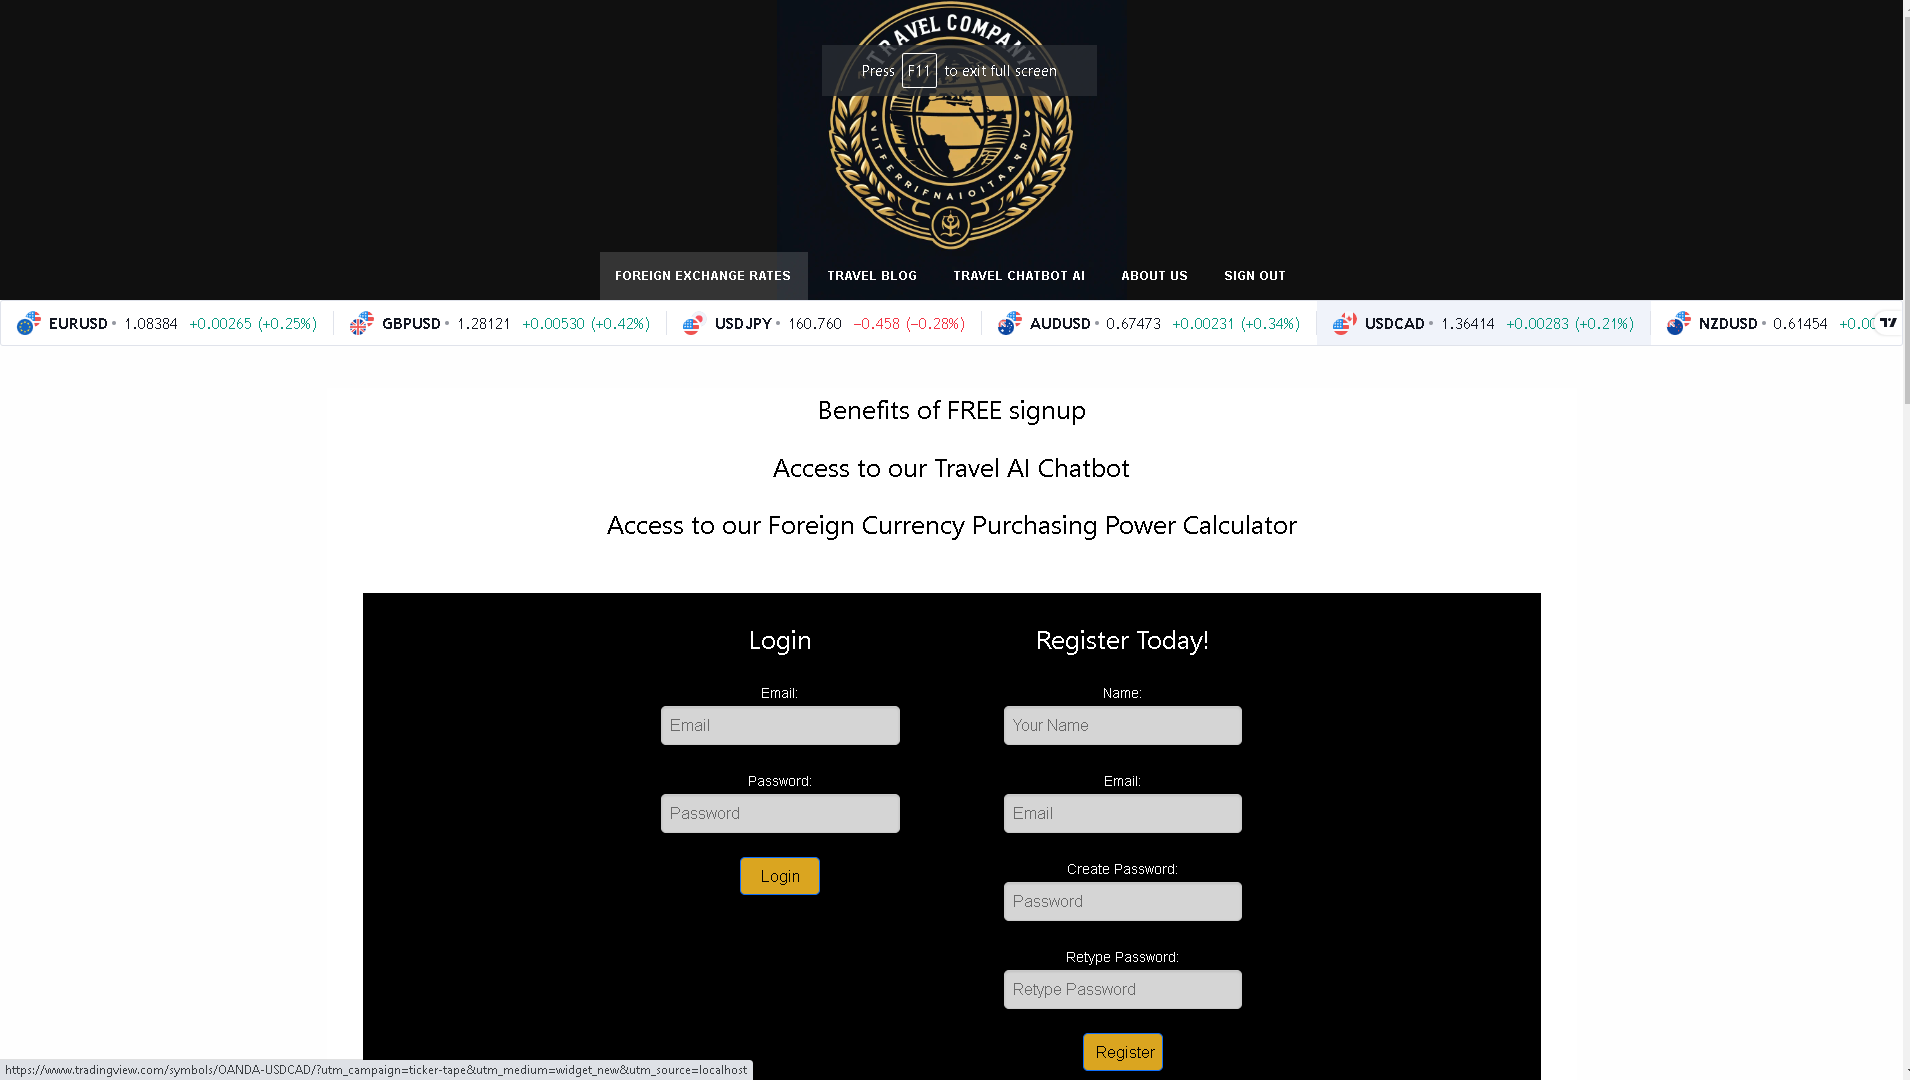 TRAVEL COMPANY
Press F11 to exit full screen
VITFERRIFNAIOITAARRV
FOREIGN EXCHANGE RATES TRAVEL BLOG TRAVEL CHATBOT AI ABOUT US SIGN OUT
EURUSD • 1.08384 +0.00265 (+0.25%) GBPUSD • 1.28121 +0.00530 (+0.42%) USDJPY • 160.760 −0.458 (−0.28%) AUDUSD • 0.67473 +0.00231 (+0.34%) USDCAD • 1.36414 +0.00283 (+0.21%) NZDUSD • 0.61454 +0.00
Benefits of FREE signup
Access to our Travel AI Chatbot
Access to our Foreign Currency Purchasing Power Calculator
Login
Email:
Email
Password:
Password
Login
Register Today!
Name:
Your Name
Email:
Email
Create Password:
Password
Retype Password:
Retype Password
Register
https://www.tradingview.com/symbols/OANDA-USDCAD/?utm_campaign=ticker-tape&utm_medium=widget_new&utm_source=localhost